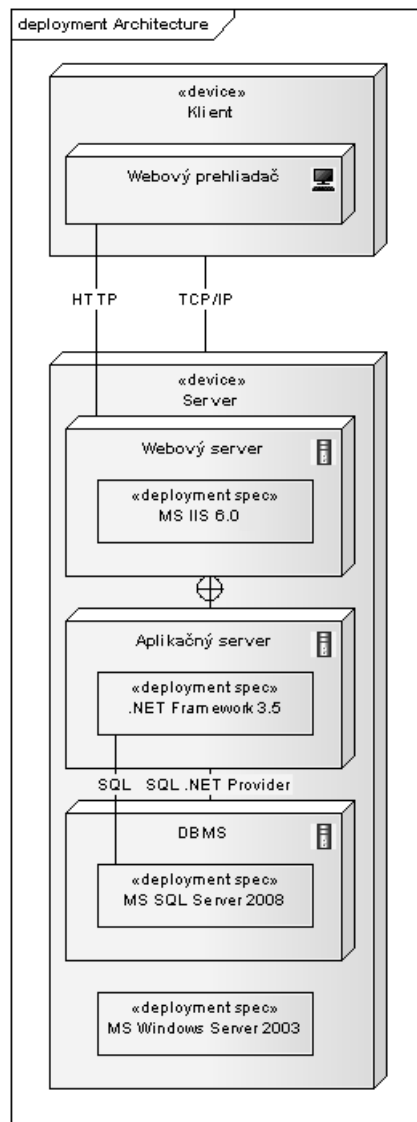 deployment Architecture
«device»
Klient
Webový prehliadač
HTTP
TCP/IP
«device»
Server
Webový server
«deployment spec»
MS IIS 6.0
Aplikačný server
«deployment spec»
.NET Framework 3.5
SQL
SQL .NET Provider
DBMS
«deployment spec»
MS SQL Server 2008
«deployment spec»
MS Windows Server 2003